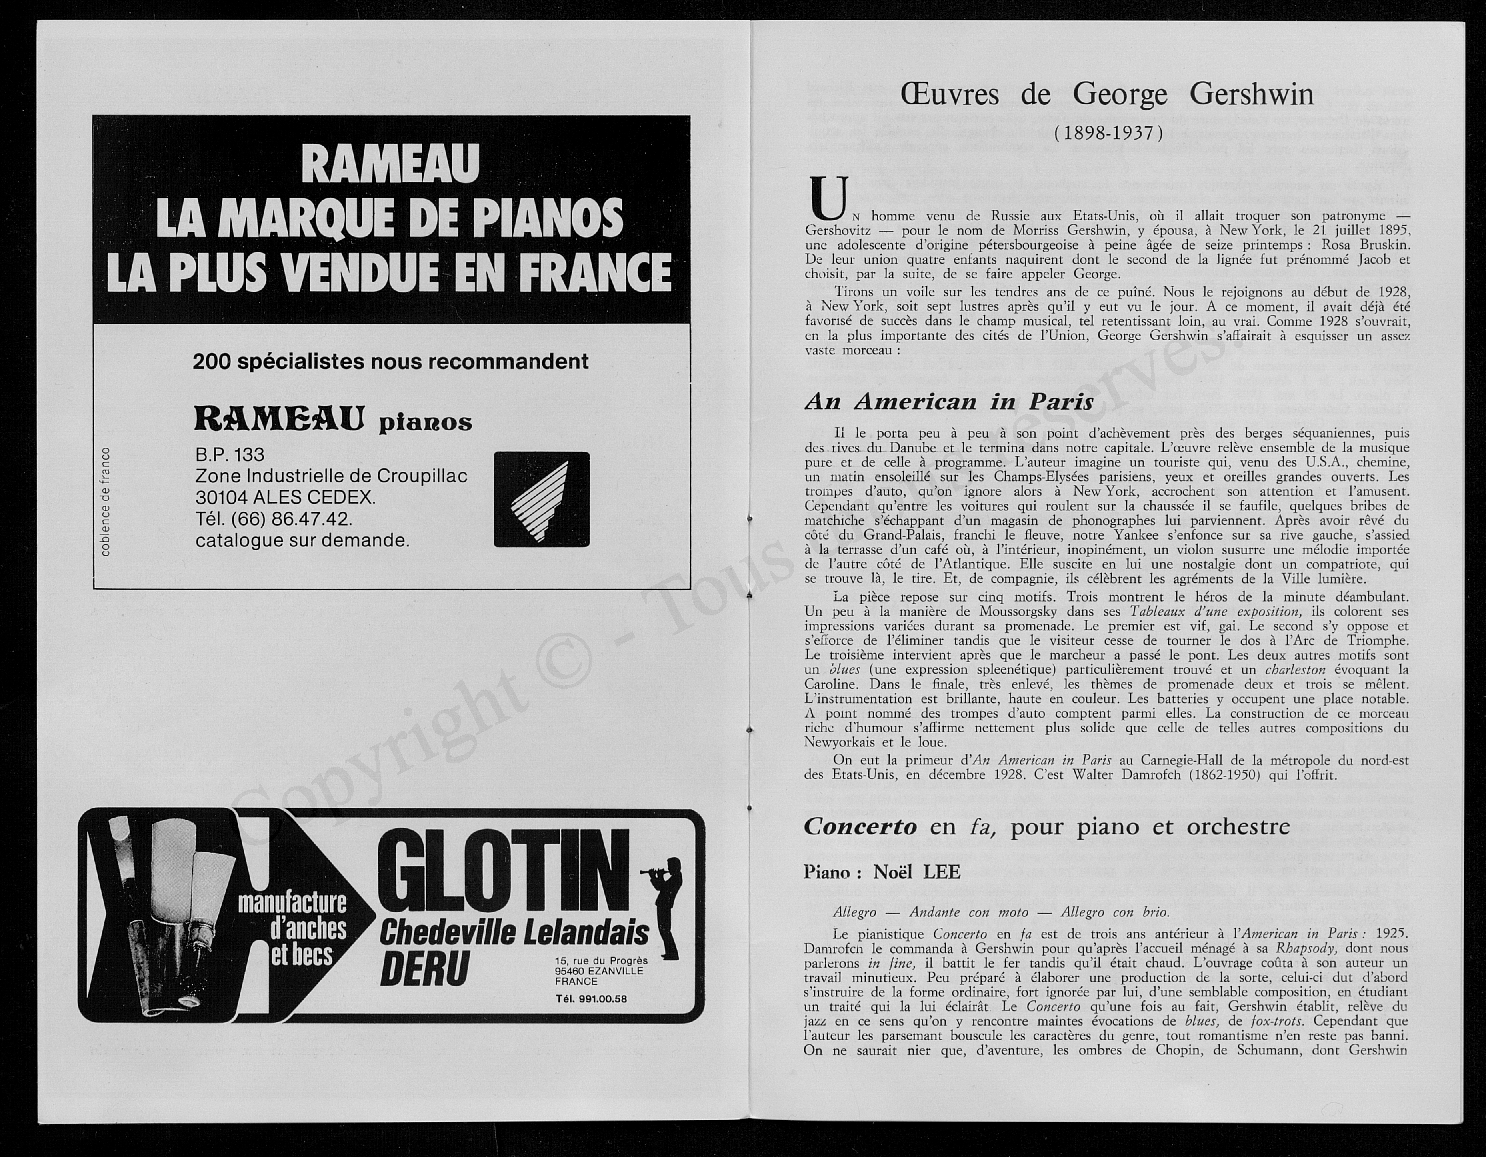 RAMEAU
LA MARQUE DE PIANOS
LA PLUS VENDUE EN FRANCE
200 spécialistes nous recommandent
RAMEAU pianos
B.P. 133
Zone Industrielle de Croupillac
30104 ALES CEDEX.
Tél. (66) 86.47.42.
catalogue sur demande.
coblence de franco
manufacture
d'anches
et becs
GLOTIN
Chedeville Lelandais
DERU
15, rue du Progrès
95460 EZANVILLE
FRANCE
Tél. 991.00.58
Œuvres de George Gershwin
(1898-1937)
UN homme venu de Russie aux Etats-Unis, où il allait troquer son patronyme —
Gershovitz — pour le nom de Morriss Gershwin, y épousa, à New York, le 21 juillet 1895,
une adolescente d'origine pétersbourgeoise à peine âgée de seize printemps : Rosa Bruskin.
De leur union quatre enfants naquirent dont le second de la lignée fut prénommé Jacob et
choisit, par la suite, de se faire appeler George.
Tirons un voile sur les tendres ans de ce puîné. Nous le rejoignons au début de 1928,
à New York, soit sept lustres après qu'il y eut vu le jour. A ce moment, il avait déjà été
favorisé de succès dans le champ musical, tel retentissant loin, au vrai. Comme 1928 s'ouvrait,
en la plus importante des cités de l'Union, George Gershwin s'affairait à esquisser un assez
vaste morceau :
An American in Paris
Il le porta peu à peu à son point d'achèvement près des berges séquaniennes, puis
des rives du Danube et le termina dans notre capitale. L'œuvre relève ensemble de la musique
pure et de celle à programme. L'auteur imagine un touriste qui, venu des U.S.A., chemine,
un matin ensoleillé sur les Champs-Elysées parisiens, yeux et oreilles grandes ouverts. Les
trompes d'auto, qu'on ignore alors à New York, accrochent son attention et l'amusent.
Cependant qu'entre les voitures qui roulent sur la chaussée il se faufile, quelques bribes de
matchiche s'échappant d'un magasin de phonographes lui parviennent. Après avoir rêvé du
côté du Grand-Palais, franchi le fleuve, notre Yankee s'enfonce sur sa rive gauche, s'assied
à la terrasse d'un café où, à l'intérieur, inopinément, un violon susurre une mélodie importée
de l'autre côté de l'Atlantique. Elle suscite en lui une nostalgie dont un compatriote, qui
se trouve là, le tire. Et, de compagnie, ils célèbrent les agréments de la Ville lumière.
La pièce repose sur cinq motifs. Trois montrent le héros de la minute déambulant.
Un peu à la manière de Moussorgsky dans ses Tableaux d'une exposition, ils colorent ses
impressions variées durant sa promenade. Le premier est vif, gai. Le second s'y oppose et
s'efforce de l'éliminer tandis que le visiteur cesse de tourner le dos à l'Arc de Triomphe.
Le troisième intervient après que le marcheur a passé le pont. Les deux autres motifs sont
un blues (une expression spleenétique) particulièrement trouvé et un charleston évoquant la
Caroline. Dans le finale, très enlevé, les thèmes de promenade deux et trois se mêlent.
L'instrumentation est brillante, haute en couleur. Les batteries y occupent une place notable.
A point nommé des trompes d'auto comptent parmi elles. La construction de ce morceau
riche d'humour s'affirme nettement plus solide que celle de telles autres compositions du
Newyorkais et le loue.
On eut la primeur d'An American in Paris au Carnegie-Hall de la métropole du nord-est
des Etats-Unis, en décembre 1928. C'est Walter Damrofch (1862-1950) qui l'offrit.
Concerto en fa, pour piano et orchestre
Piano : Noël LEE
Allegro — Andante con moto — Allegro con brio.
Le pianistique Concerto en fa est de trois ans antérieur à l'American in Paris : 1925.
Damrofch le commanda à Gershwin pour qu'après l'accueil ménagé à sa Rhapsody, dont nous
parlerons in fine, il battit le fer tandis qu'il était chaud. L'ouvrage coûta à son auteur un
travail minutieux. Peu préparé à élaborer une production de la sorte, celui-ci dut d'abord
s'instruire de la forme ordinaire, fort ignorée par lui, d'une semblable composition, en étudiant
un traité qui la lui éclairât. Le Concerto qu'une fois au fait, Gershwin établit, relève du
jazz en ce sens qu'on y rencontre maintes évocations de blues, de fox-trots. Cependant que
l'auteur les parsemant bouscule les caractères du genre, tout romantisme n'en reste pas banni.
On ne saurait nier que, d'aventure, les ombres de Chopin, de Schumann, dont Gershwin
Copyright © - Tous droits réservés.